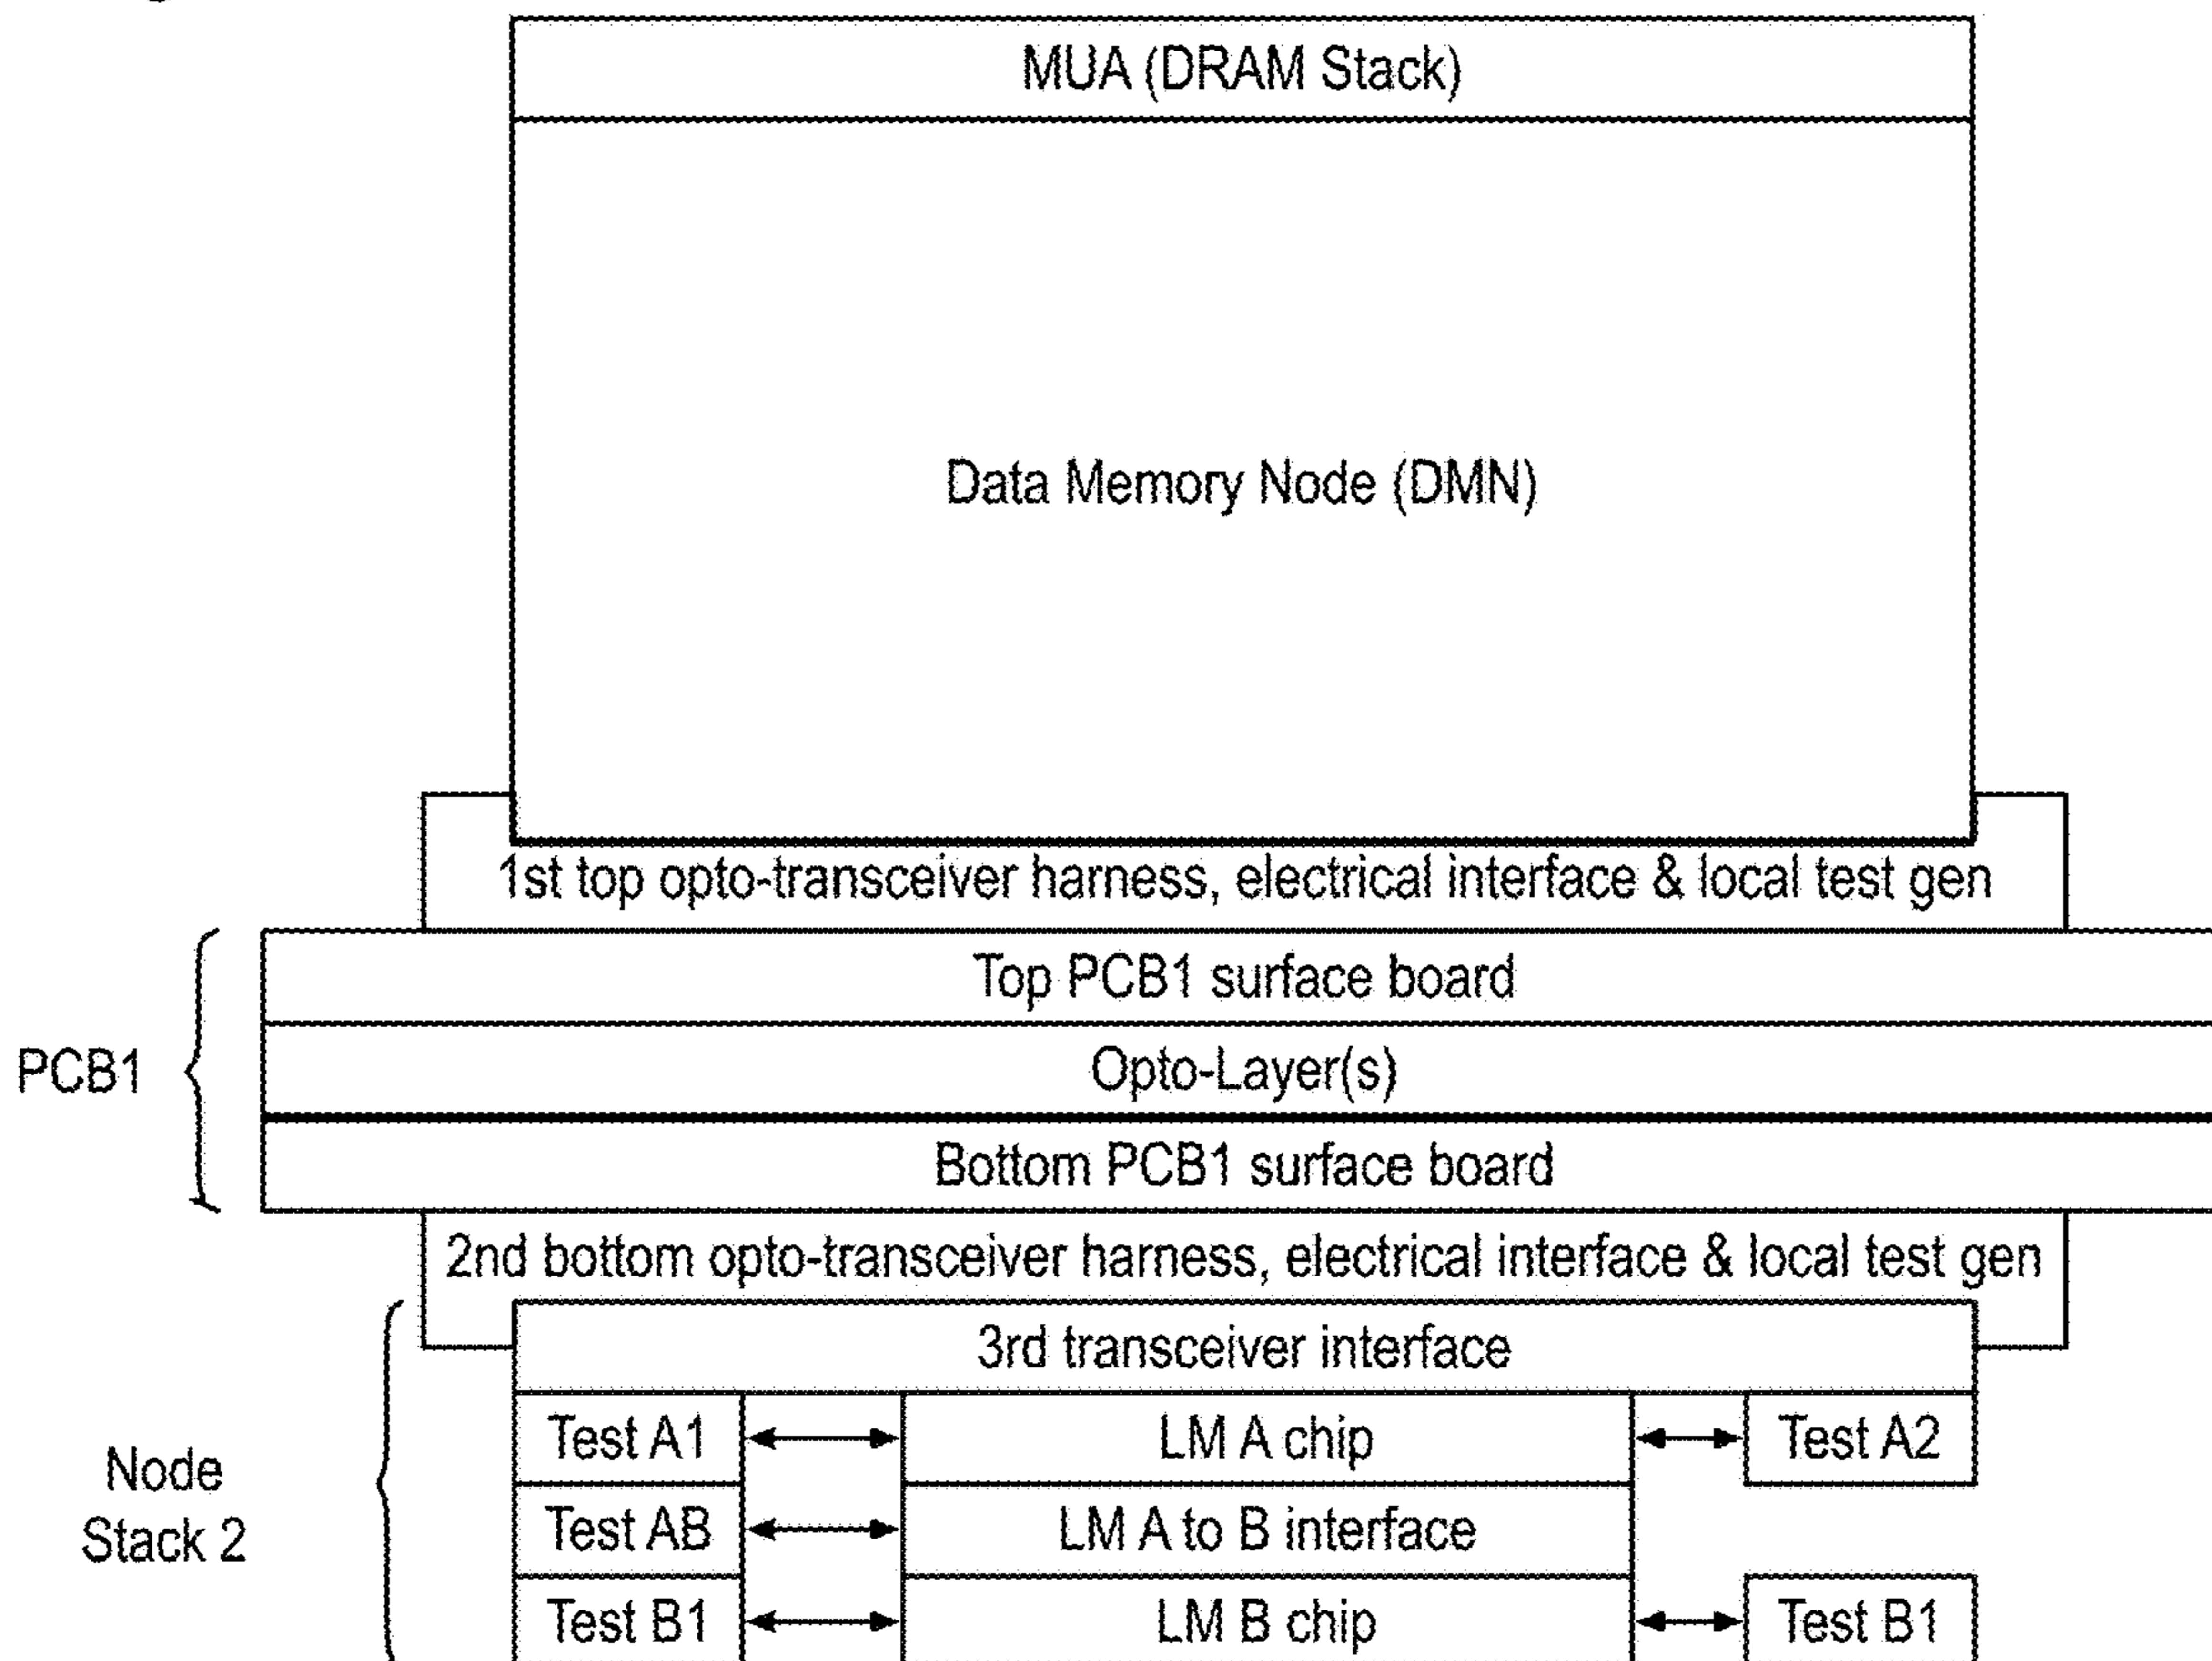 MUA (DRAM Stack)
Data Memory Node (DMN)
1st top opto-transceiver harness, electrical interface & local test gen
Top PCB1 surface board
PCB1
Opto-Layer(s)
Bottom PCB1 surface board
2nd bottom opto-transceiver harness, electrical interface & local test gen
3rd transceiver interface
Node
Stack 2
Test A1
LM A chip
Test A2
Test AB
LM A to B interface
Test B1
LM B chip
Test B1